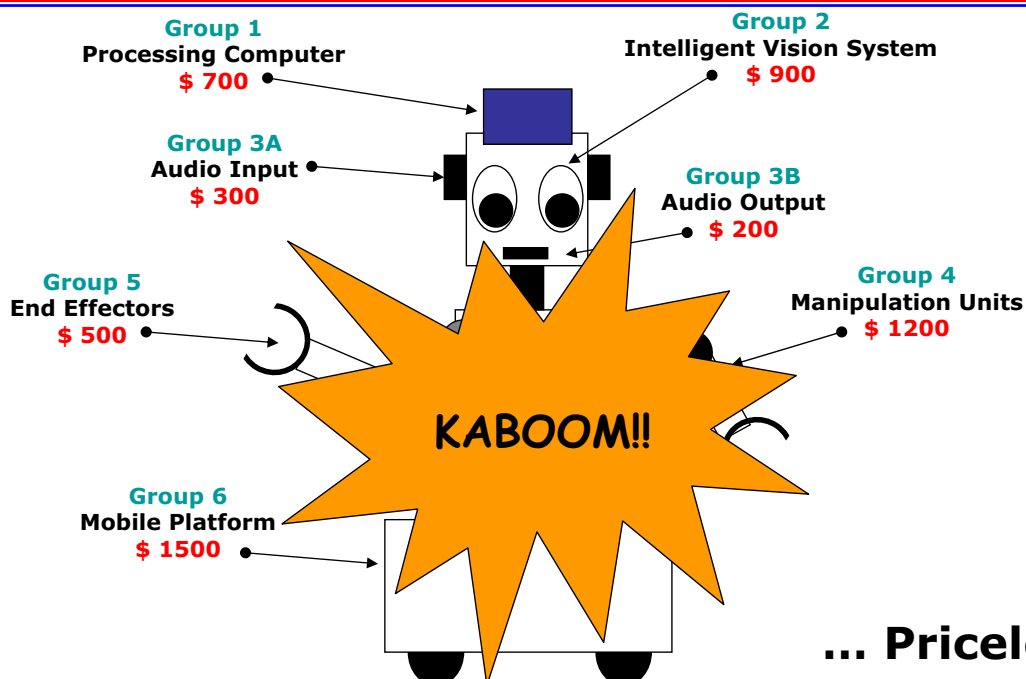 Group 1
Processing Computer
$ 700
Group 2
Intelligent Vision System
$ 900
Group 3A
Audio Input
$ 300
Group 3B
Audio Output
$ 200
Group 5
End Effectors
$ 500
Group 4
Manipulation Units
$ 1200
KABOOM!!
Group 6
Mobile Platform
$ 1500
...